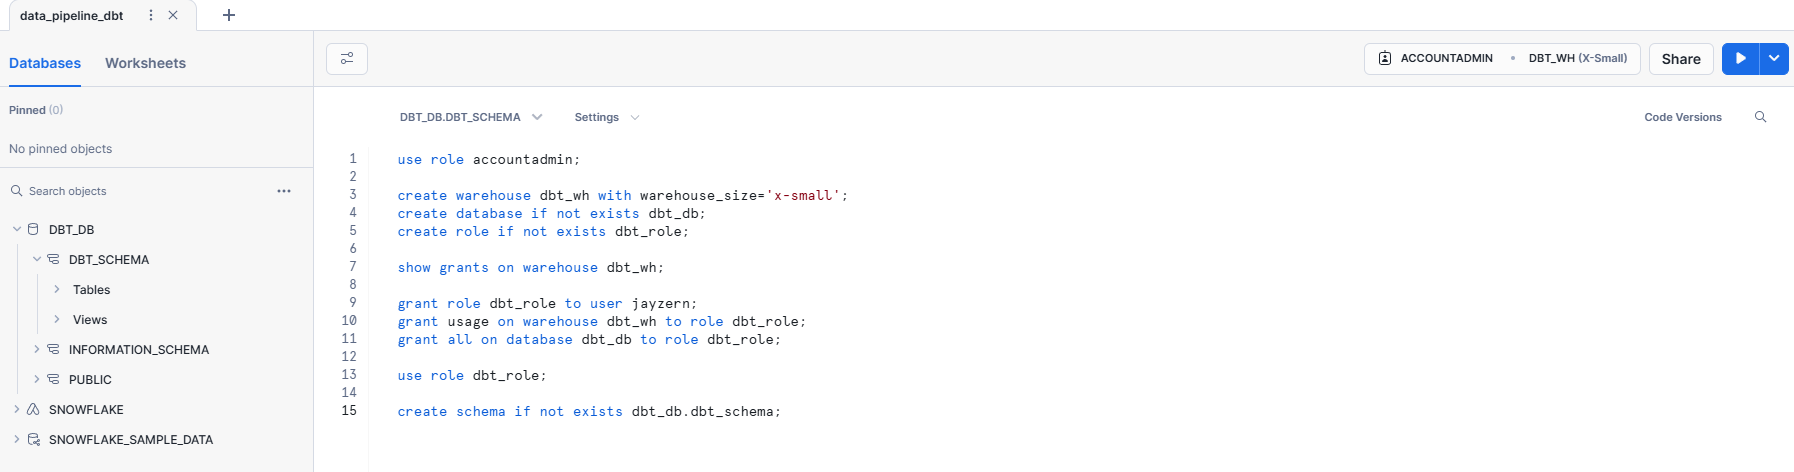 data_pipeline_dbt
Databases Worksheets
ACCOUNTADMIN • DBT_WH (X-Small) Share
Pinned (0)
No pinned objects
Search objects
DBT_DB
DBT_SCHEMA
Tables
Views
INFORMATION_SCHEMA
PUBLIC
SNOWFLAKE
SNOWFLAKE_SAMPLE_DATA
DBT_DB.DBT_SCHEMA Settings Code Versions
1 use role accountadmin;
2
3 create warehouse dbt_wh with warehouse_size='x-small';
4 create database if not exists dbt_db;
5 create role if not exists dbt_role;
6
7 show grants on warehouse dbt_wh;
8
9 grant role dbt_role to user jayzern;
10 grant usage on warehouse dbt_wh to role dbt_role;
11 grant all on database dbt_db to role dbt_role;
12
13 use role dbt_role;
14
15 create schema if not exists dbt_db.dbt_schema;